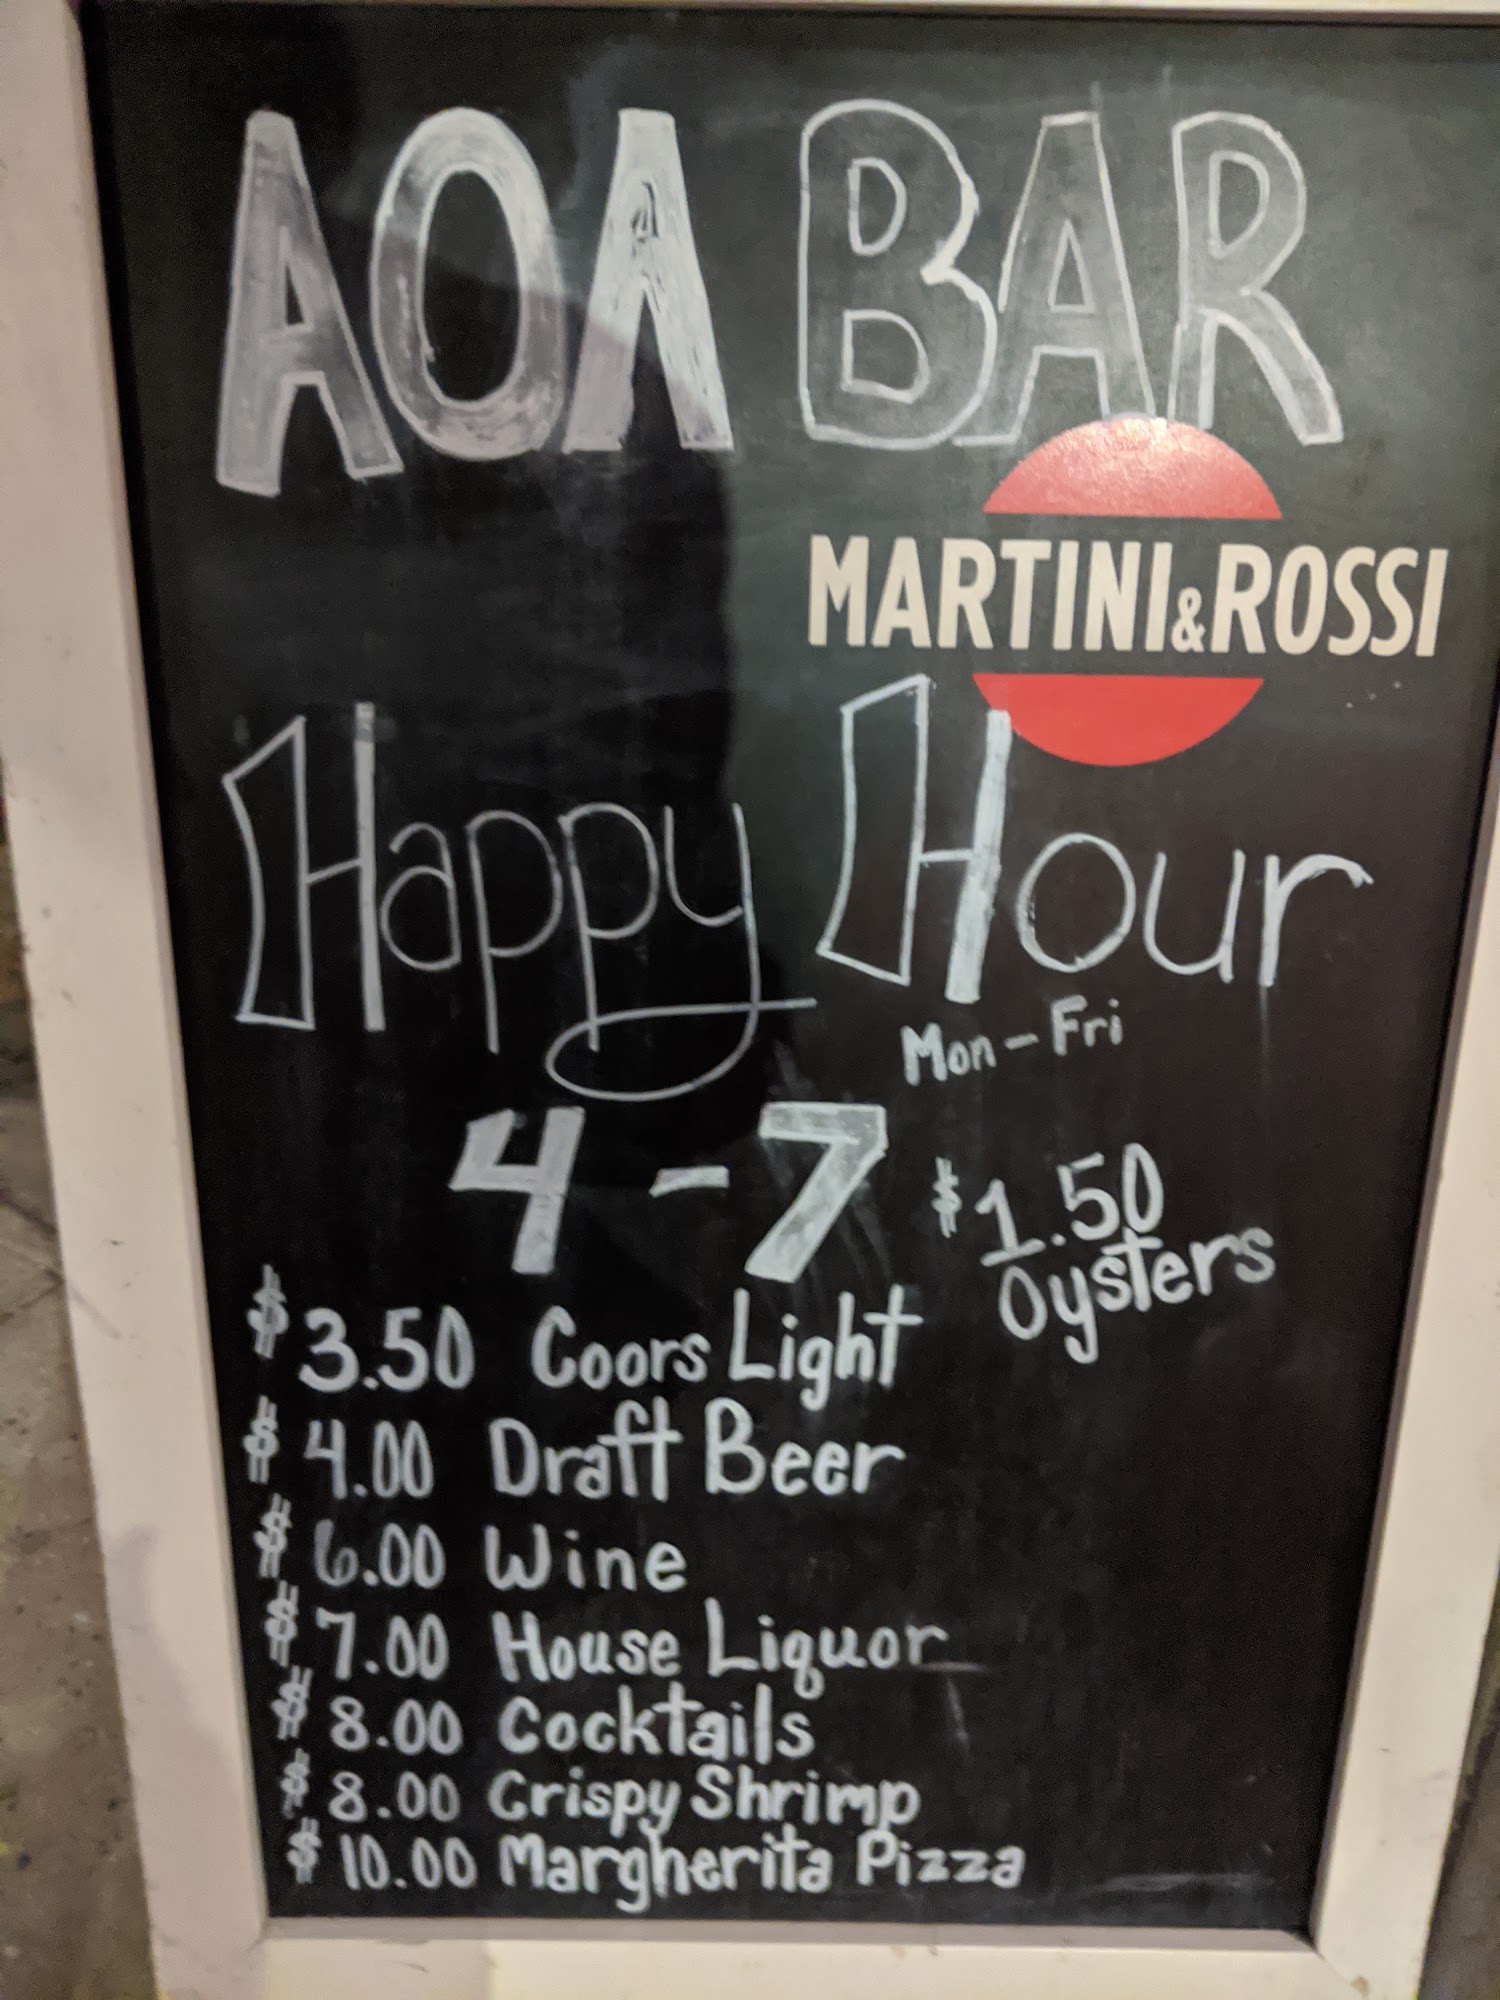 AOA BAR
MARTINI & ROSSI
Happy Hour
Mon-Fri
4-7
$1.50
Oysters
$3.50 Coors Light
$4.00 Draft Beer
$6.00 Wine
$7.00 House Liquor
$8.00 Cocktails
$8.00 Crispy Shrimp
$10.00 Margherita Pizza